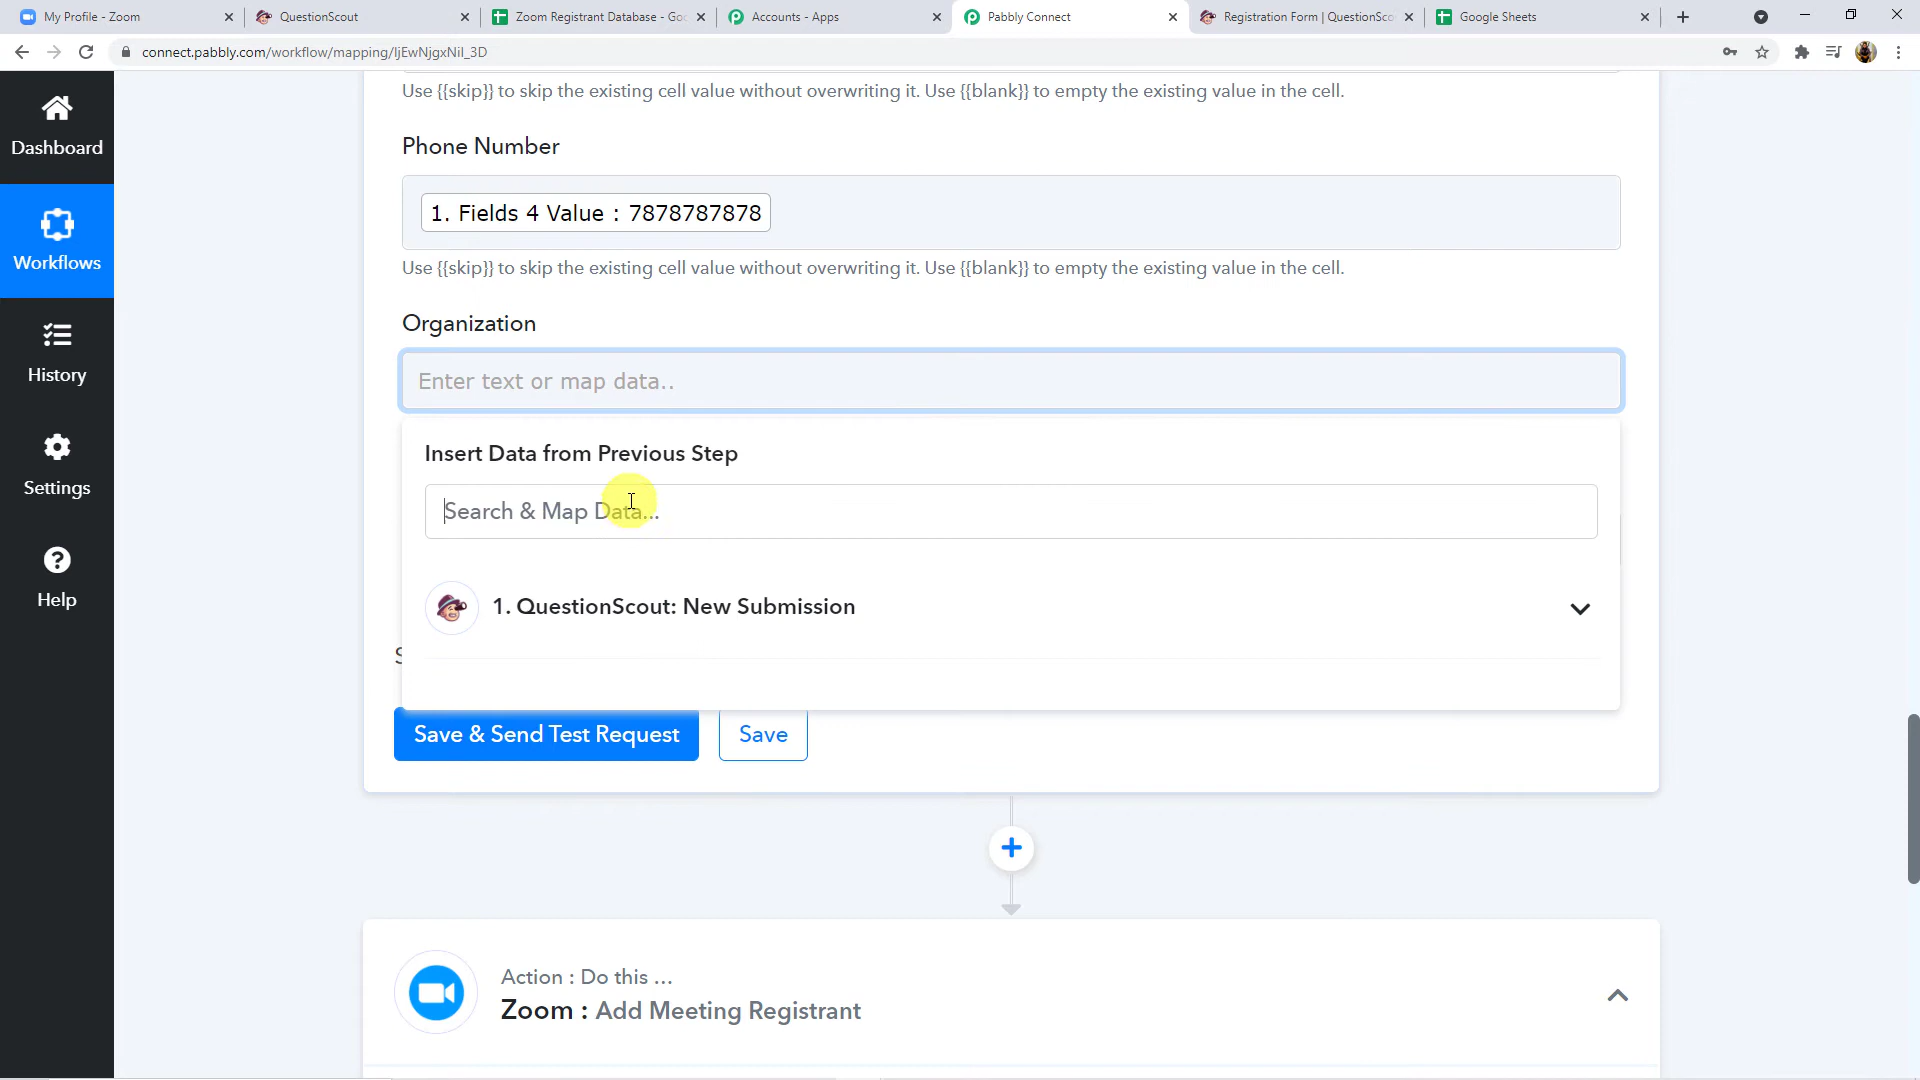 My Profile - Zoom
QuestionScout
Zoom Registrant Database - Goo
Accounts - Apps
Pabbly Connect
Registration Form | QuestionSco
Google Sheets
connect.pabbly.com/workflow/mapping/IjEwNjgxNiI_3D
Dashboard
Workflows
History
Settings
Help
Use {{skip}} to skip the existing cell value without overwriting it. Use {{blank}} to empty the existing value in the cell.
Phone Number
1. Fields 4 Value : 7878787878
Use {{skip}} to skip the existing cell value without overwriting it. Use {{blank}} to empty the existing value in the cell.
Organization
Enter text or map data..
Insert Data from Previous Step
Search & Map Data...
1. QuestionScout: New Submission
Save & Send Test Request
Save
Action : Do this ...
Zoom : Add Meeting Registrant